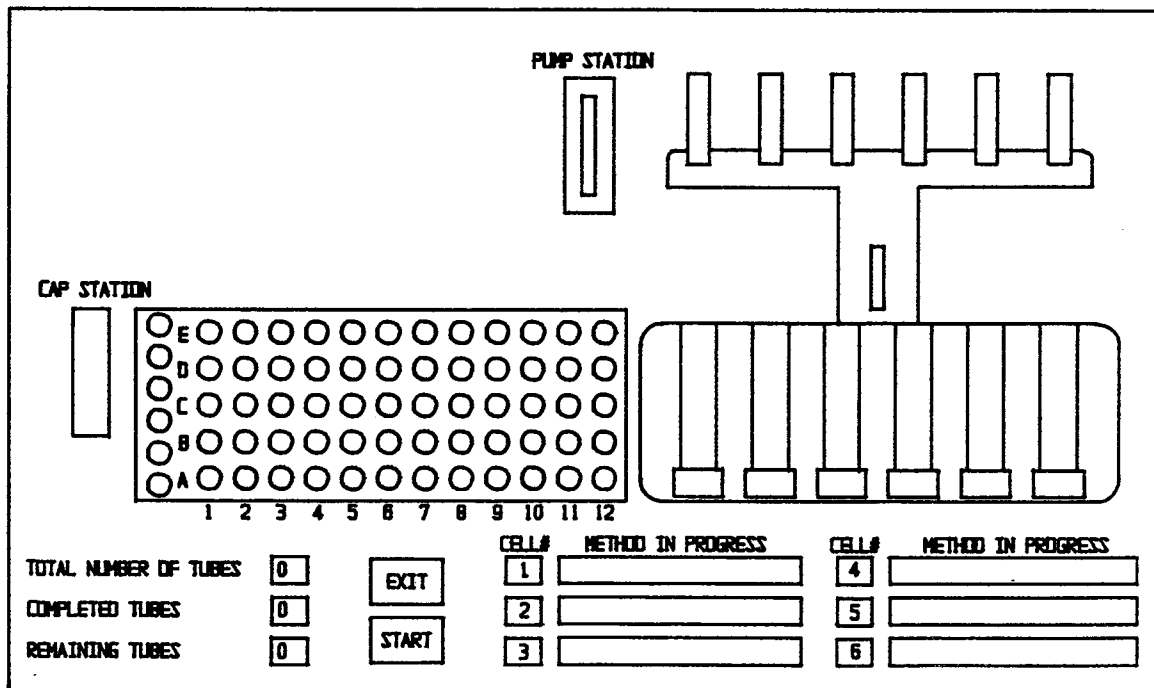 PUMP STATION
CAP STATION
E
D
C
B
A
1 2 3 4 5 6 7 8 9 10 11 12
CELL# METHOD IN PROGRESS CELL# METHOD IN PROGRESS
TOTAL NUMBER OF TUBES 0 EXIT 1 4
COMPLETED TUBES 0 2 5
REMAINING TUBES 0 START 3 6